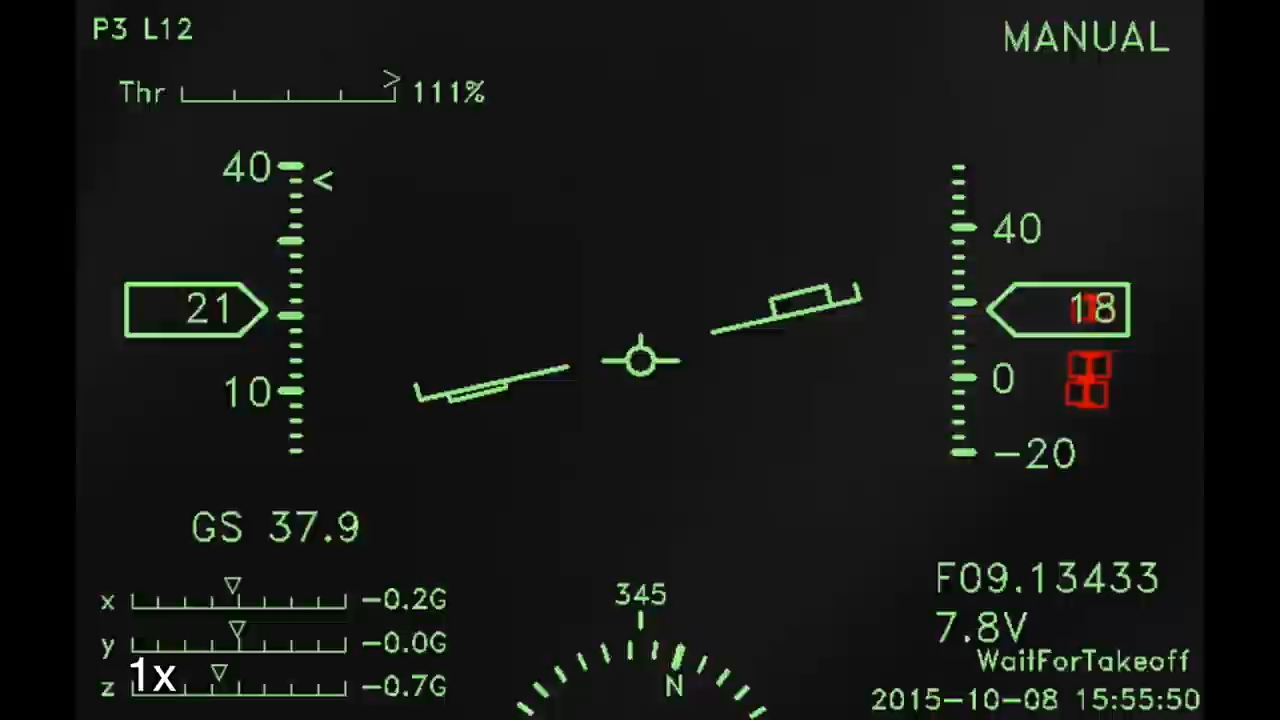 P3 L12
MANUAL
Thr 111%
40
40
21
18
10
0
-20
GS 37.9
F09.13433
345
x -0.2G
7.8V
y -0.0G
WaitForTakeoff
1x
z -0.7G
N
2015-10-08 15:55:50